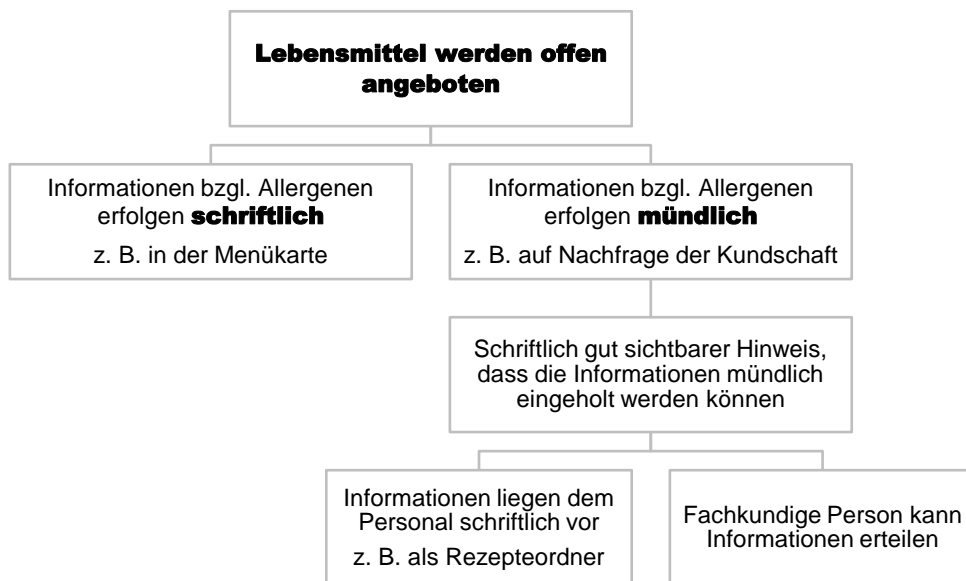 Lebensmittel werden offen
angeboten
Informationen bzgl. Allergenen
erfolgen schriftlich
z. B. in der Menükarte
Informationen bzgl. Allergenen
erfolgen mündlich
z. B. auf Nachfrage der Kundschaft
Schriftlich gut sichtbarer Hinweis,
dass die Informationen mündlich
eingeholt werden können
Informationen liegen dem
Personal schriftlich vor
z. B. als Rezepteordner
Fachkundige Person kann
Informationen erteilen